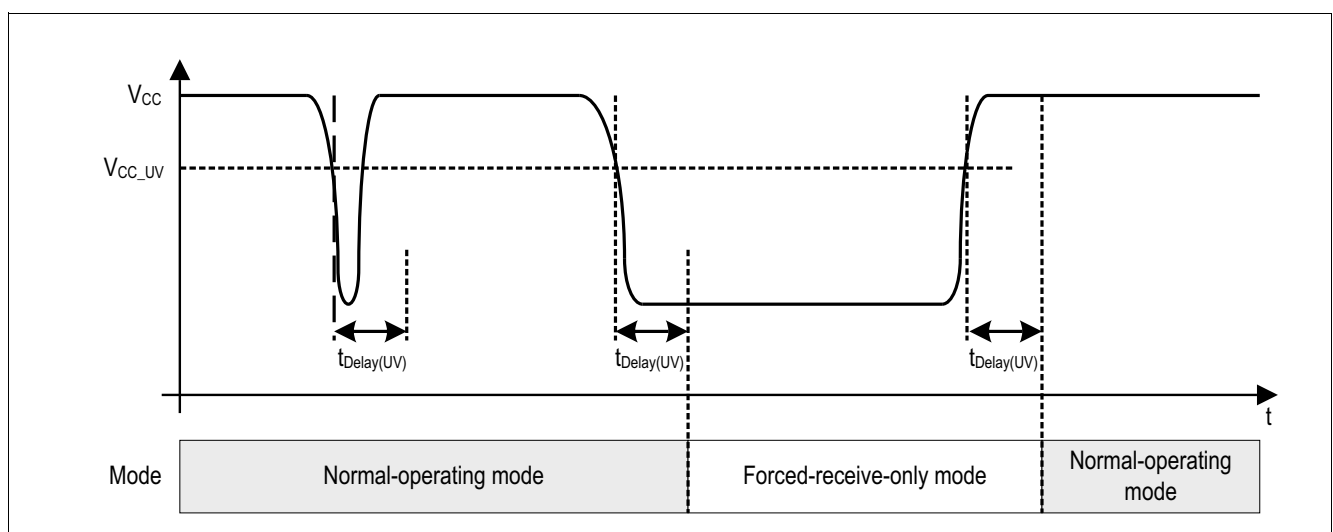 VCC
VCC_UV
tDelay(UV)
tDelay(UV)
tDelay(UV)
t
Mode
Normal-operating mode
Forced-receive-only mode
Normal-operating
mode